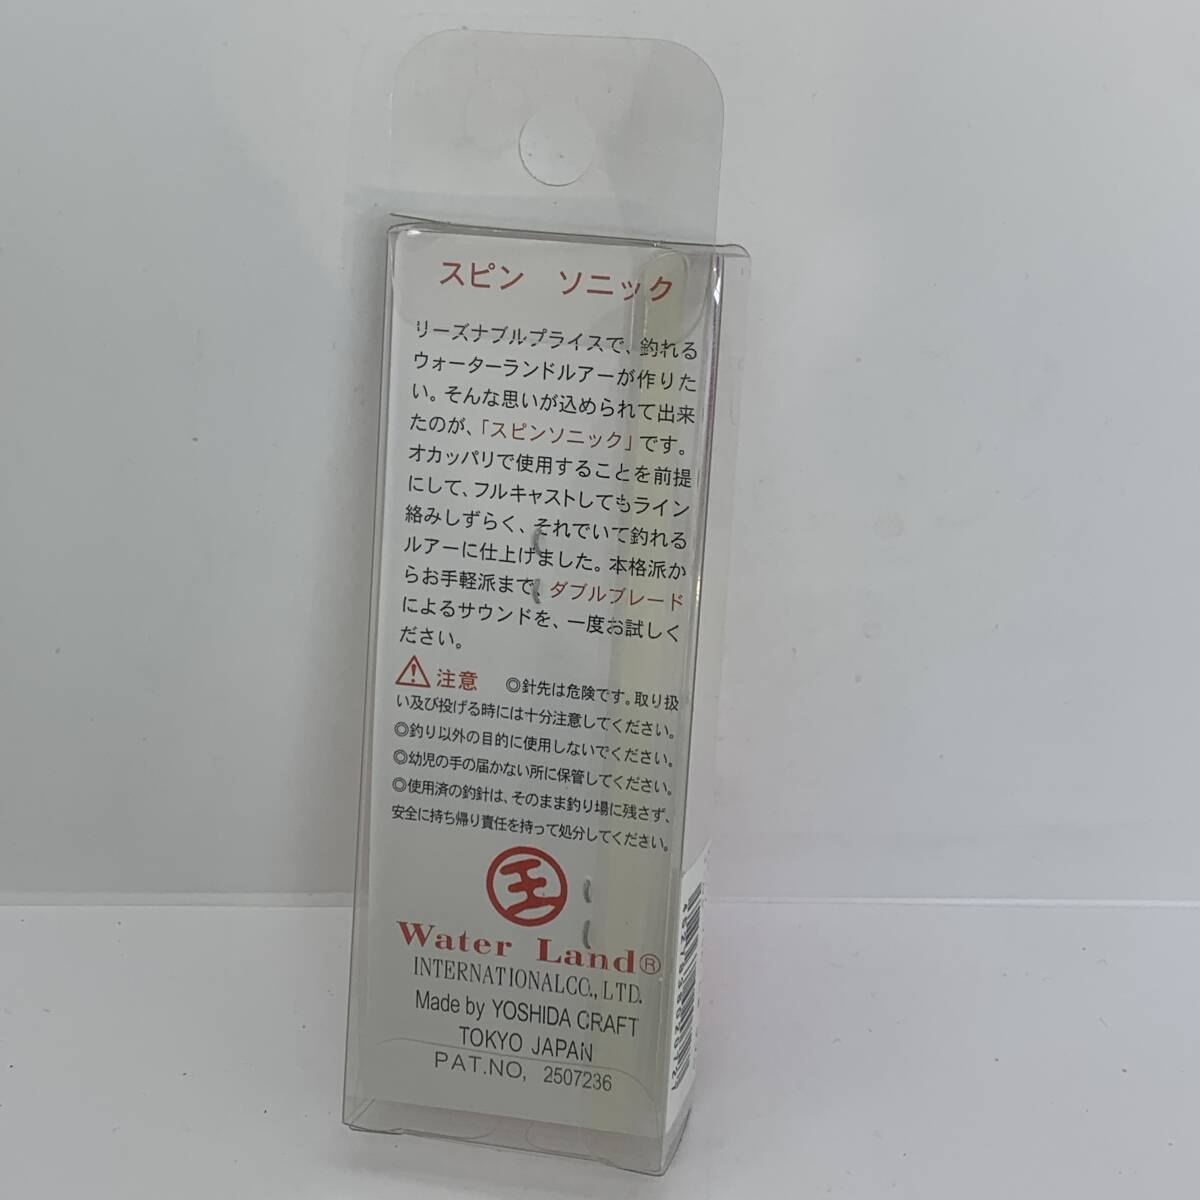 スピン　ソニック
リーズナブルプライスで、釣れる
ウォーターランドルアーが作りた
い。そんな思いが込められて出来
たのが、「スピンソニック」です。
オカッパリで使用することを前提
にして、フルキャストしてもライン
絡みしずらく、それでいて釣れる
ルアーに仕上げました。本格派か
らお手軽派まで、ダブルブレード
によるサウンドを、一度お試しく
ださい。
注意　◎針先は危険です。取り扱
い及び投げる時には十分注意してください。
◎釣り以外の目的に使用しないでください。
◎幼児の手の届かない所に保管してください。
◎使用済の釣針は、そのまま釣り場に残さず、
安全に持ち帰り責任を持って処分してください。
Water Land®
INTERNATIONALCO.,LTD.
Made by YOSHIDA CRAFT
TOKYO JAPAN
PAT.NO, 2507236